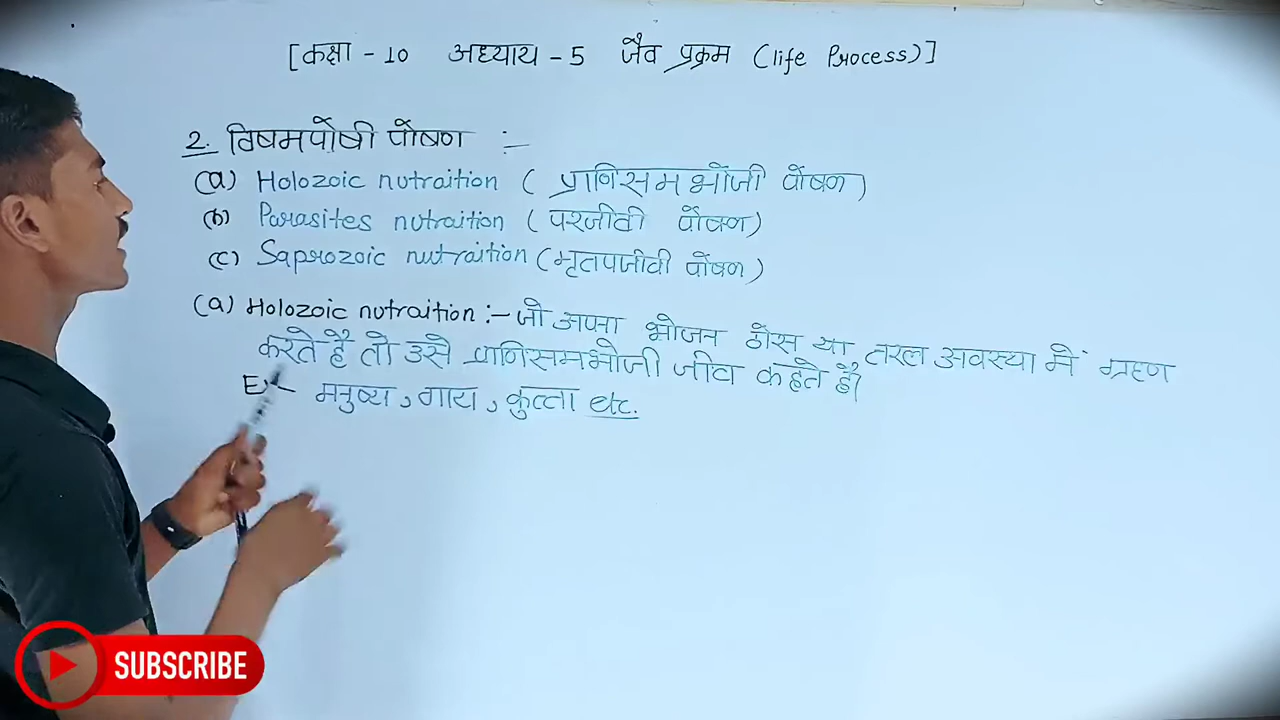 [कक्षा - 10 अध्याय - 5 जैव प्रक्रम (life Process)]
2. विषमपोषी पोषण :-
(a) Holozoic nutraition ( प्राणिसमभोजी पोषण)
(b) Parasites nutraition (परजीवी पोषण)
(c) Saprozoic nutraition (मृतपजीवी पोषण)
(a) Holozoic nutraition :- जो अपना भोजन ठोस या तरल अवस्था में ग्रहण
करते है तो उसे प्राणिसमभोजी जीव कहते है।
Ex- मनुष्य, गाय, कुत्ता etc.
SUBSCRIBE